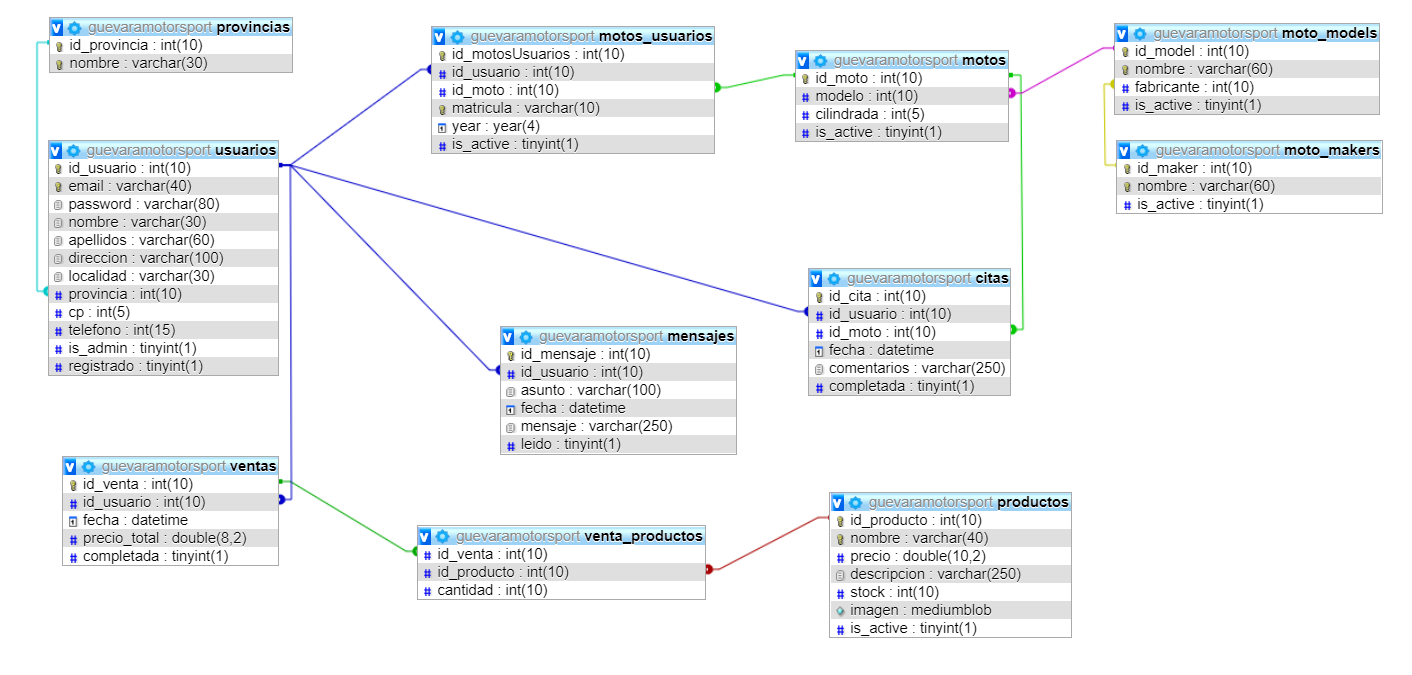 guevaramotorsport provincias
id_provincia : int(10)
nombre : varchar(30)
guevaramotorsport usuarios
id_usuario : int(10)
email : varchar(40)
password : varchar(80)
nombre : varchar(30)
apellidos : varchar(60)
direccion : varchar(100)
localidad : varchar(30)
provincia : int(10)
cp : int(5)
telefono : int(15)
is_admin : tinyint(1)
registrado : tinyint(1)
guevaramotorsport ventas
id_venta : int(10)
id_usuario : int(10)
fecha : datetime
precio_total : double(8,2)
completada : tinyint(1)
guevaramotorsport motos_usuarios
id_motosUsuarios : int(10)
id_usuario : int(10)
id_moto : int(10)
matricula : varchar(10)
year : year(4)
is_active : tinyint(1)
guevaramotorsport mensajes
id_mensaje : int(10)
id_usuario : int(10)
asunto : varchar(100)
fecha : datetime
mensaje : varchar(250)
leido : tinyint(1)
guevaramotorsport venta_productos
id_venta : int(10)
id_producto : int(10)
cantidad : int(10)
guevaramotorsport motos
id_moto : int(10)
modelo : int(10)
cilindrada : int(5)
is_active : tinyint(1)
guevaramotorsport citas
id_cita : int(10)
id_usuario : int(10)
id_moto : int(10)
fecha : datetime
comentarios : varchar(250)
completada : tinyint(1)
guevaramotorsport productos
id_producto : int(10)
nombre : varchar(40)
precio : double(10,2)
descripcion : varchar(250)
stock : int(10)
imagen : mediumblob
is_active : tinyint(1)
guevaramotorsport moto_models
id_model : int(10)
nombre : varchar(60)
fabricante : int(10)
is_active : tinyint(1)
guevaramotorsport moto_makers
id_maker : int(10)
nombre : varchar(60)
is_active : tinyint(1)